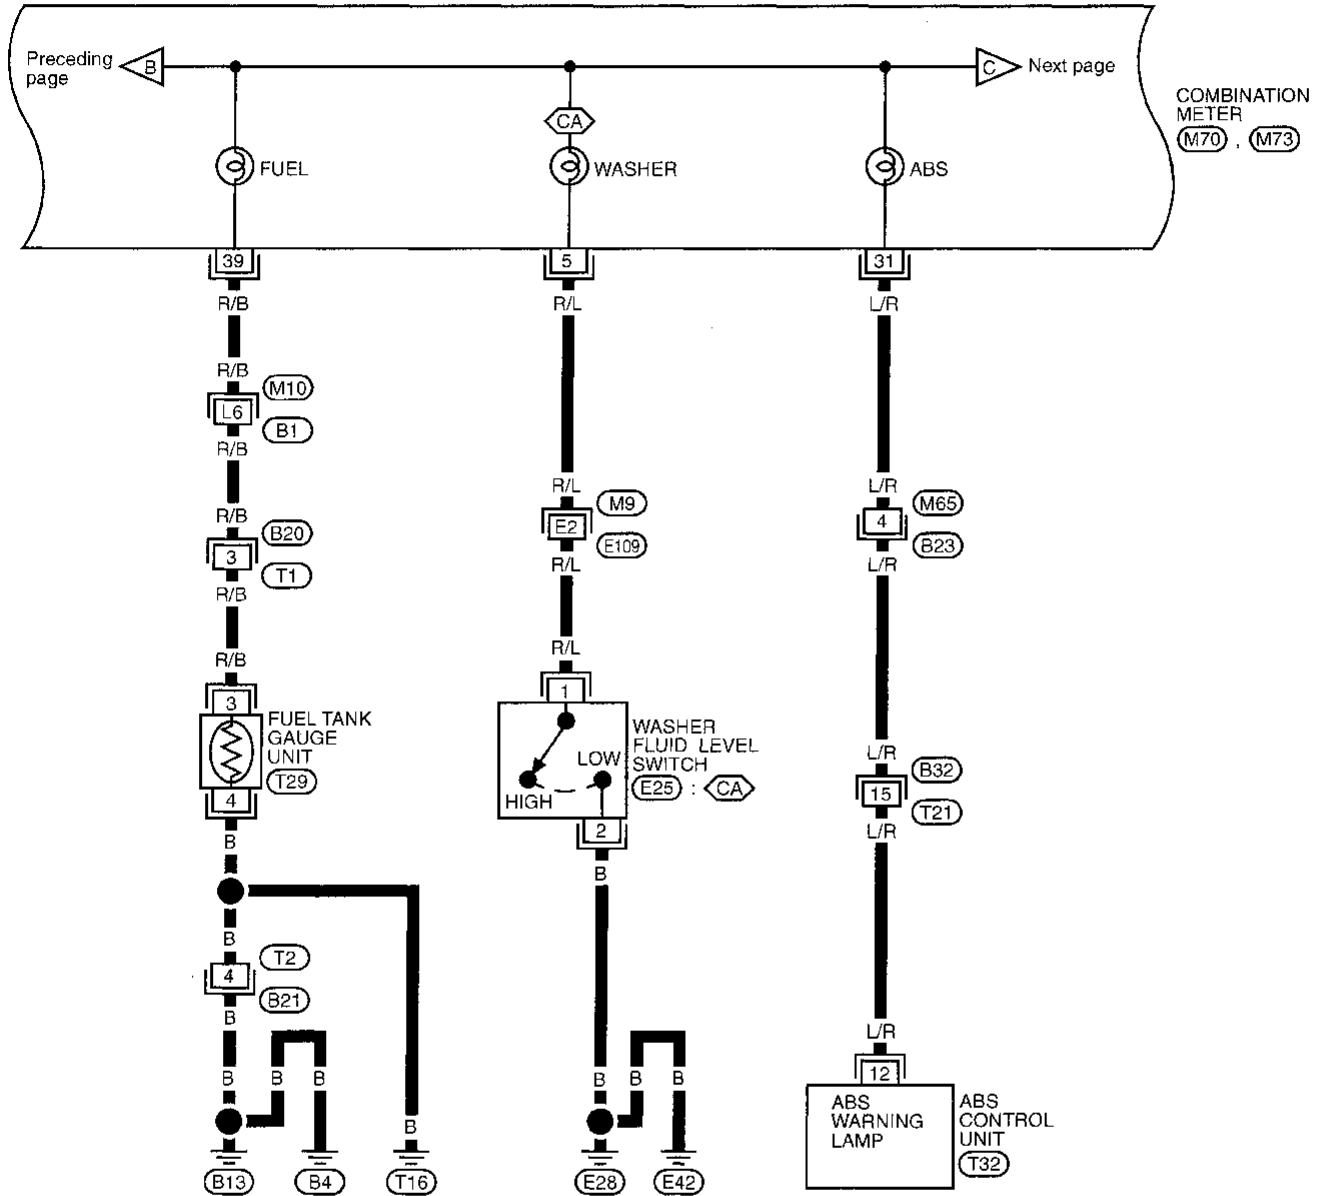 Preceding
page
B
C
Next page
COMBINATION
METER
M70 , M73
CA
FUEL
WASHER
ABS
39
5
31
R/B
R/L
L/R
R/B
M10
L6
B1
R/B
R/B
R/L
L/R
B20
M9
M65
3
E2
4
T1
E109
B23
R/B
R/L
L/R
R/B
R/L
3
1
FUEL TANK
GAUGE
UNIT
T29
4
WASHER
FLUID LEVEL
SWITCH
E25 : CA
LOW
HIGH
2
L/R
B32
15
T21
L/R
B
B
B
T2
4
B21
B
B
B
B
B
B
B
B
L/R
12
ABS
WARNING
LAMP
ABS
CONTROL
UNIT
T32
B13
B4
T16
E28
E42